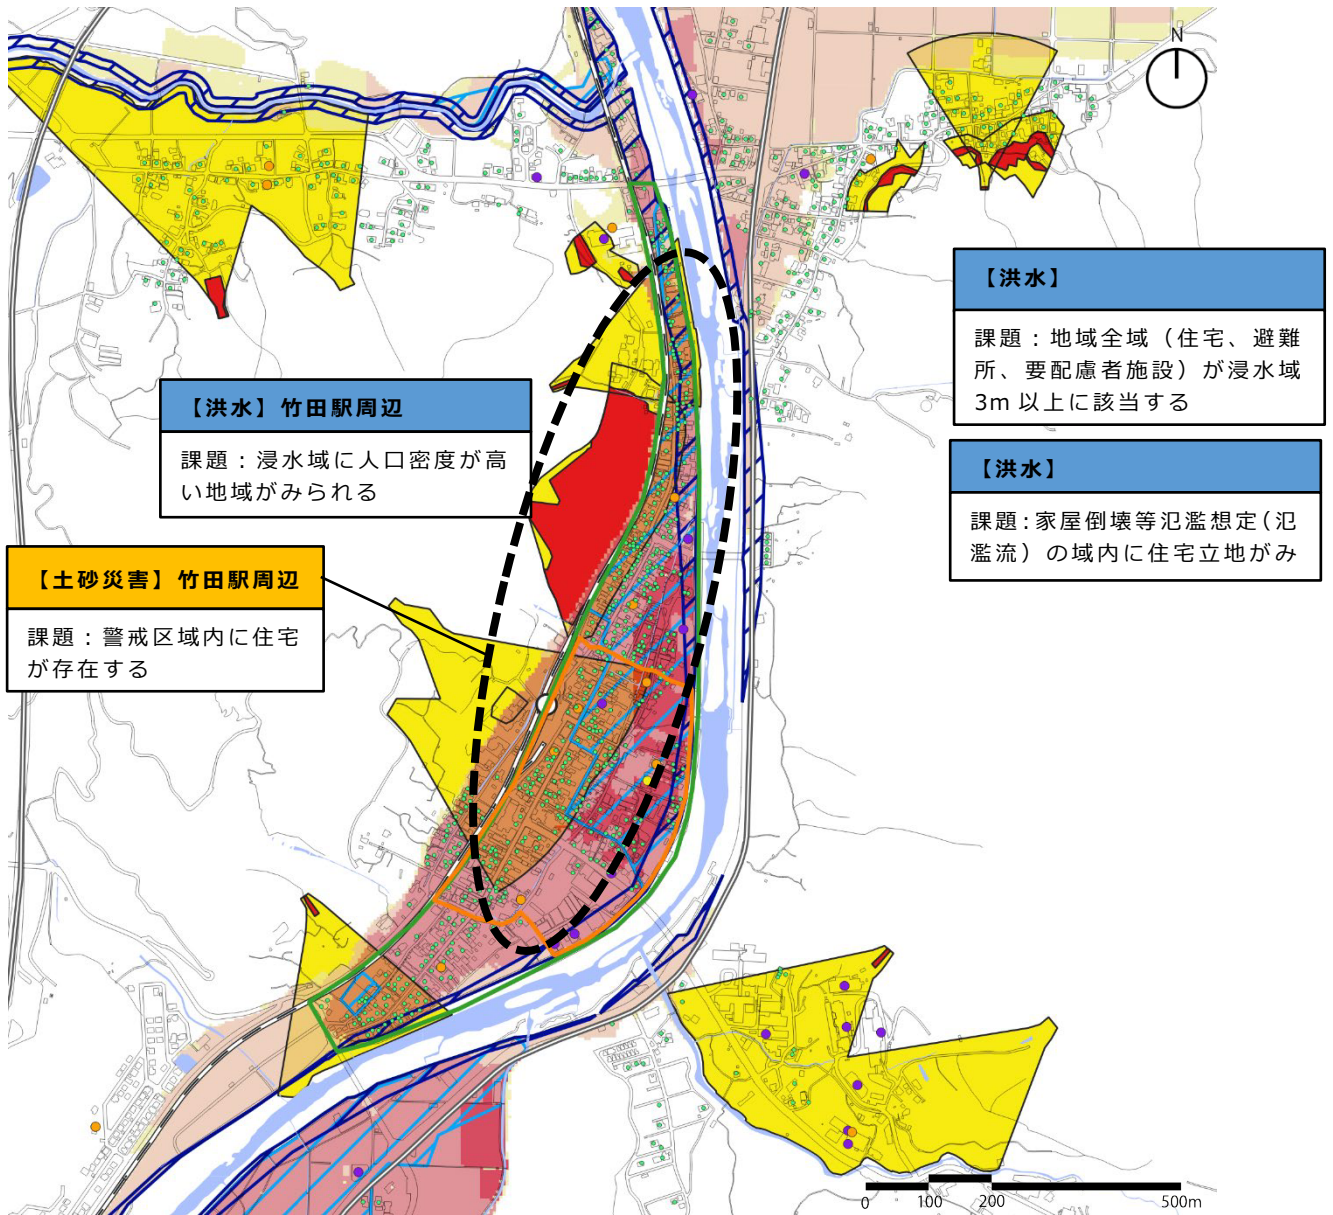 N
【洪水】
課題：地域全域（住宅、避難
所、要配慮者施設）が浸水域
3m 以上に該当する
【洪水】竹田駅周辺
課題：浸水域に人口密度が高
い地域がみられる
【洪水】
課題：家屋倒壊等氾濫想定（氾
濫流）の域内に住宅立地がみ
【土砂災害】竹田駅周辺
課題：警戒区域内に住宅
が存在する
0 100 200 500m